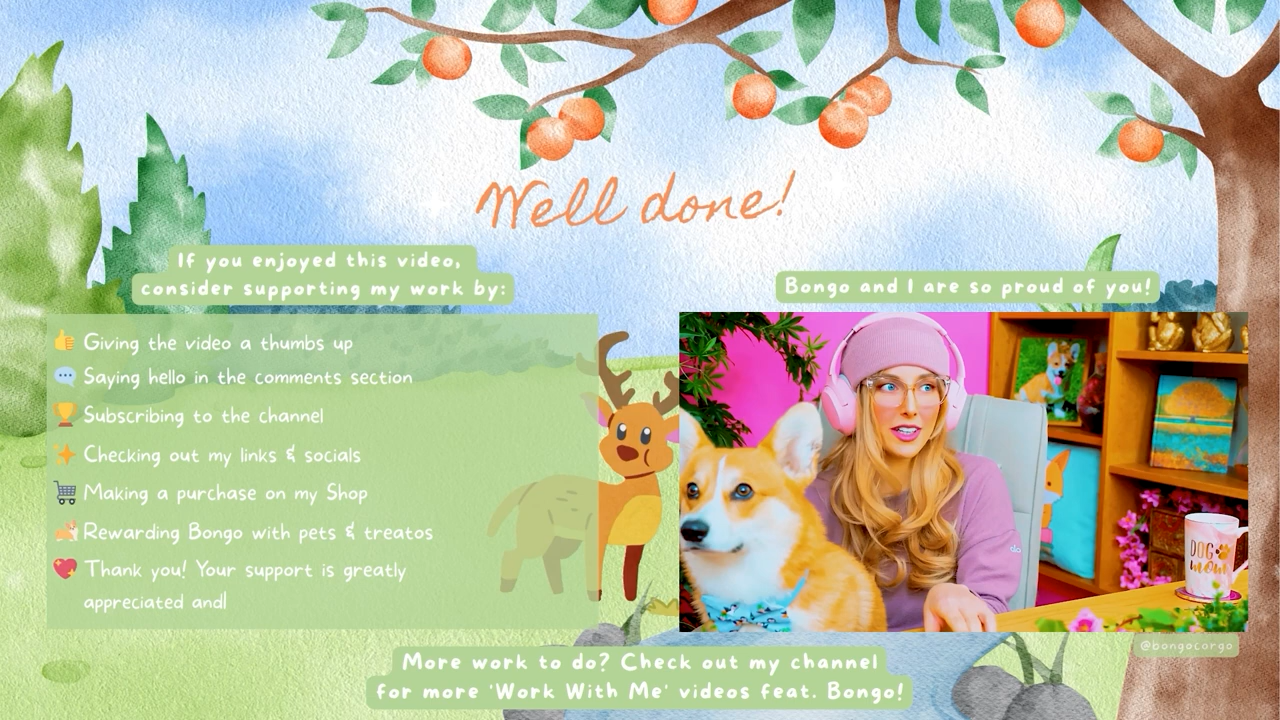 Well done!
If you enjoyed this video,
consider supporting my work by:
👍 Giving the video a thumbs up
💬 Saying hello in the comments section
🏆 Subscribing to the channel
✨ Checking out my links & socials
🛒 Making a purchase on my Shop
Rewarding Bongo with pets & treatos
💖 Thank you! Your support is greatly
appreciated and
Bongo and I are so proud of you!
DOG
mom
do
@bongocorgo
More work to do? Check out my channel
for more 'Work With Me' videos feat. Bongo!